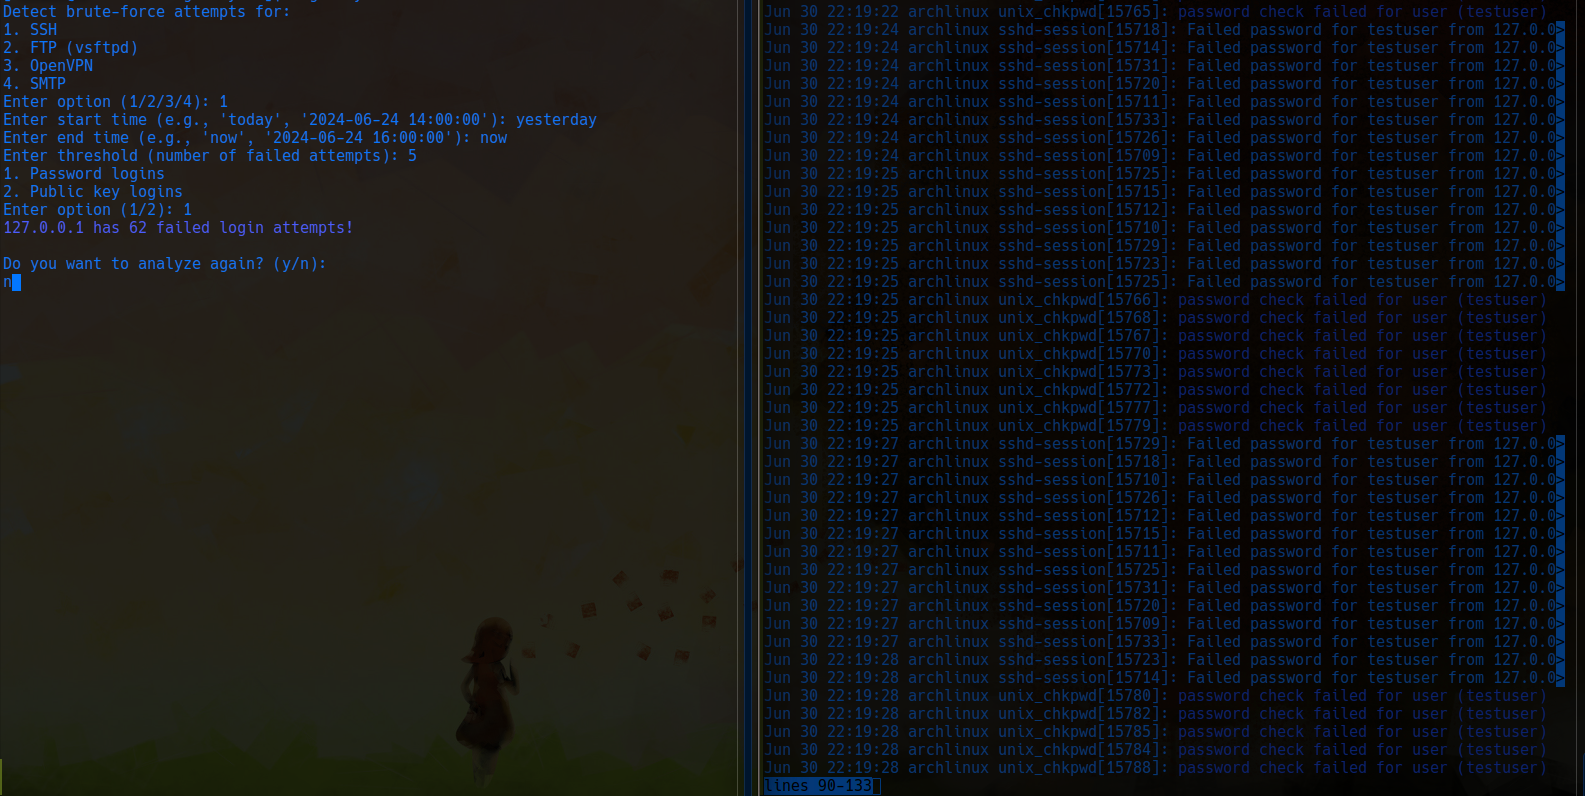 Detect brute-force attempts for:
1. SSH
2. FTP (vsftpd)
3. OpenVPN
4. SMTP
Enter option (1/2/3/4): 1
Enter start time (e.g., 'today', '2024-06-24 14:00:00'): yesterday
Enter end time (e.g., 'now', '2024-06-24 16:00:00'): now
Enter threshold (number of failed attempts): 5
1. Password logins
2. Public key logins
Enter option (1/2): 1
127.0.0.1 has 62 failed login attempts!
Do you want to analyze again? (y/n):
n
Jun 30 22:19:22 archlinux unix_chkpwd[15765]: password check failed for user (testuser)
Jun 30 22:19:24 archlinux sshd-session[15718]: Failed password for testuser from 127.0.0>
Jun 30 22:19:24 archlinux sshd-session[15714]: Failed password for testuser from 127.0.0>
Jun 30 22:19:24 archlinux sshd-session[15731]: Failed password for testuser from 127.0.0>
Jun 30 22:19:24 archlinux sshd-session[15720]: Failed password for testuser from 127.0.0>
Jun 30 22:19:24 archlinux sshd-session[15711]: Failed password for testuser from 127.0.0>
Jun 30 22:19:24 archlinux sshd-session[15733]: Failed password for testuser from 127.0.0>
Jun 30 22:19:24 archlinux sshd-session[15726]: Failed password for testuser from 127.0.0>
Jun 30 22:19:24 archlinux sshd-session[15709]: Failed password for testuser from 127.0.0>
Jun 30 22:19:25 archlinux sshd-session[15725]: Failed password for testuser from 127.0.0>
Jun 30 22:19:25 archlinux sshd-session[15715]: Failed password for testuser from 127.0.0>
Jun 30 22:19:25 archlinux sshd-session[15712]: Failed password for testuser from 127.0.0>
Jun 30 22:19:25 archlinux sshd-session[15710]: Failed password for testuser from 127.0.0>
Jun 30 22:19:25 archlinux sshd-session[15729]: Failed password for testuser from 127.0.0>
Jun 30 22:19:25 archlinux sshd-session[15723]: Failed password for testuser from 127.0.0>
Jun 30 22:19:25 archlinux sshd-session[15725]: Failed password for testuser from 127.0.0>
Jun 30 22:19:25 archlinux unix_chkpwd[15766]: password check failed for user (testuser)
Jun 30 22:19:25 archlinux unix_chkpwd[15768]: password check failed for user (testuser)
Jun 30 22:19:25 archlinux unix_chkpwd[15767]: password check failed for user (testuser)
Jun 30 22:19:25 archlinux unix_chkpwd[15770]: password check failed for user (testuser)
Jun 30 22:19:25 archlinux unix_chkpwd[15773]: password check failed for user (testuser)
Jun 30 22:19:25 archlinux unix_chkpwd[15772]: password check failed for user (testuser)
Jun 30 22:19:25 archlinux unix_chkpwd[15777]: password check failed for user (testuser)
Jun 30 22:19:25 archlinux unix_chkpwd[15779]: password check failed for user (testuser)
Jun 30 22:19:27 archlinux sshd-session[15729]: Failed password for testuser from 127.0.0>
Jun 30 22:19:27 archlinux sshd-session[15718]: Failed password for testuser from 127.0.0>
Jun 30 22:19:27 archlinux sshd-session[15710]: Failed password for testuser from 127.0.0>
Jun 30 22:19:27 archlinux sshd-session[15726]: Failed password for testuser from 127.0.0>
Jun 30 22:19:27 archlinux sshd-session[15712]: Failed password for testuser from 127.0.0>
Jun 30 22:19:27 archlinux sshd-session[15715]: Failed password for testuser from 127.0.0>
Jun 30 22:19:27 archlinux sshd-session[15711]: Failed password for testuser from 127.0.0>
Jun 30 22:19:27 archlinux sshd-session[15725]: Failed password for testuser from 127.0.0>
Jun 30 22:19:27 archlinux sshd-session[15731]: Failed password for testuser from 127.0.0>
Jun 30 22:19:27 archlinux sshd-session[15720]: Failed password for testuser from 127.0.0>
Jun 30 22:19:27 archlinux sshd-session[15709]: Failed password for testuser from 127.0.0>
Jun 30 22:19:27 archlinux sshd-session[15733]: Failed password for testuser from 127.0.0>
Jun 30 22:19:28 archlinux sshd-session[15723]: Failed password for testuser from 127.0.0>
Jun 30 22:19:28 archlinux sshd-session[15714]: Failed password for testuser from 127.0.0>
Jun 30 22:19:28 archlinux unix_chkpwd[15780]: password check failed for user (testuser)
Jun 30 22:19:28 archlinux unix_chkpwd[15782]: password check failed for user (testuser)
Jun 30 22:19:28 archlinux unix_chkpwd[15785]: password check failed for user (testuser)
Jun 30 22:19:28 archlinux unix_chkpwd[15784]: password check failed for user (testuser)
Jun 30 22:19:28 archlinux unix_chkpwd[15788]: password check failed for user (testuser)
lines 90-133